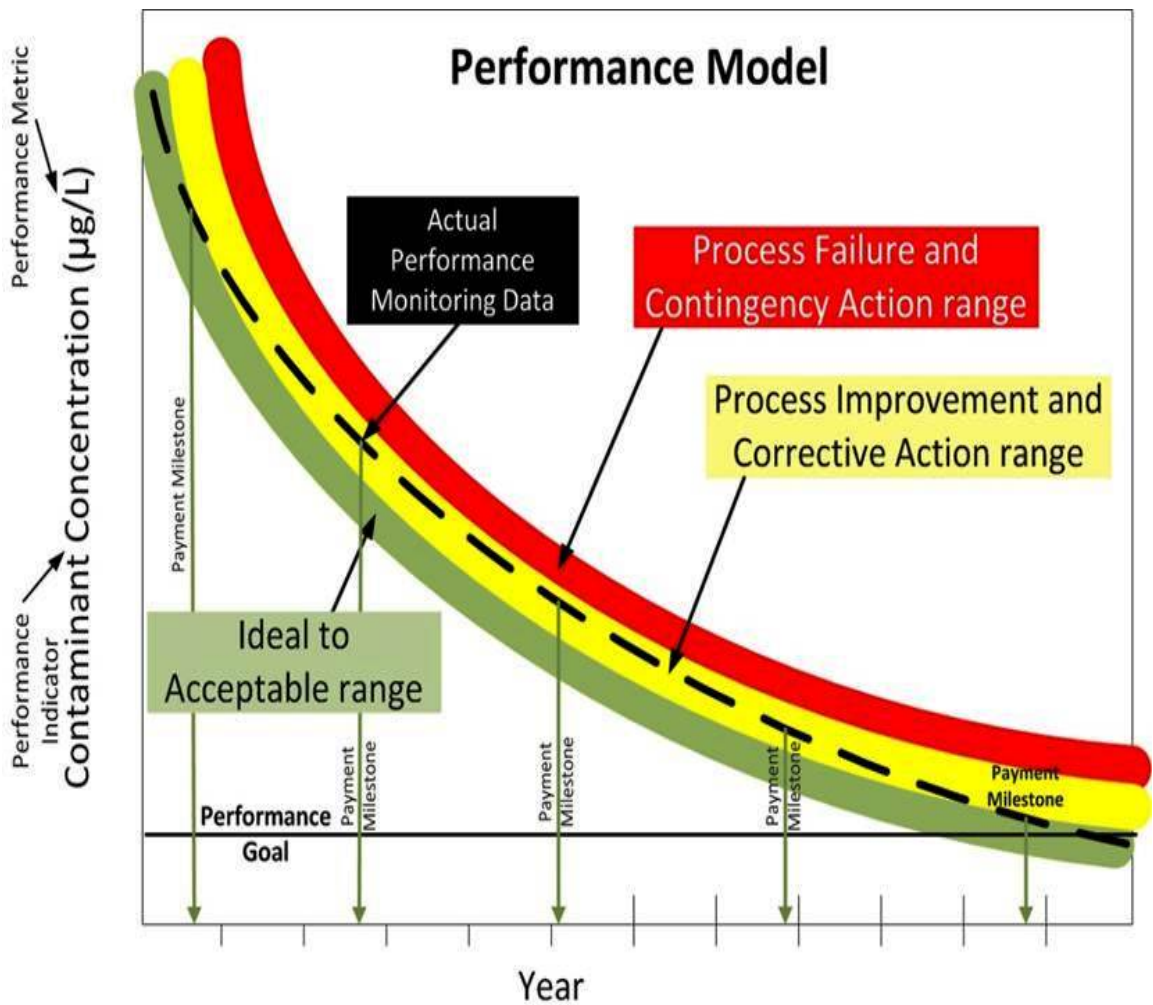 Performance Model
Performance Metric
Contaminant Concentration (µg/L)
Performance
Indicator
Actual
Performance
Monitoring Data
Process Failure and
Contingency Action range
Process Improvement and
Corrective Action range
Ideal to
Acceptable range
Payment Milestone
Payment
Milestone
Payment
Milestone
Payment
Milestone
Payment
Milestone
Performance
Goal
Year